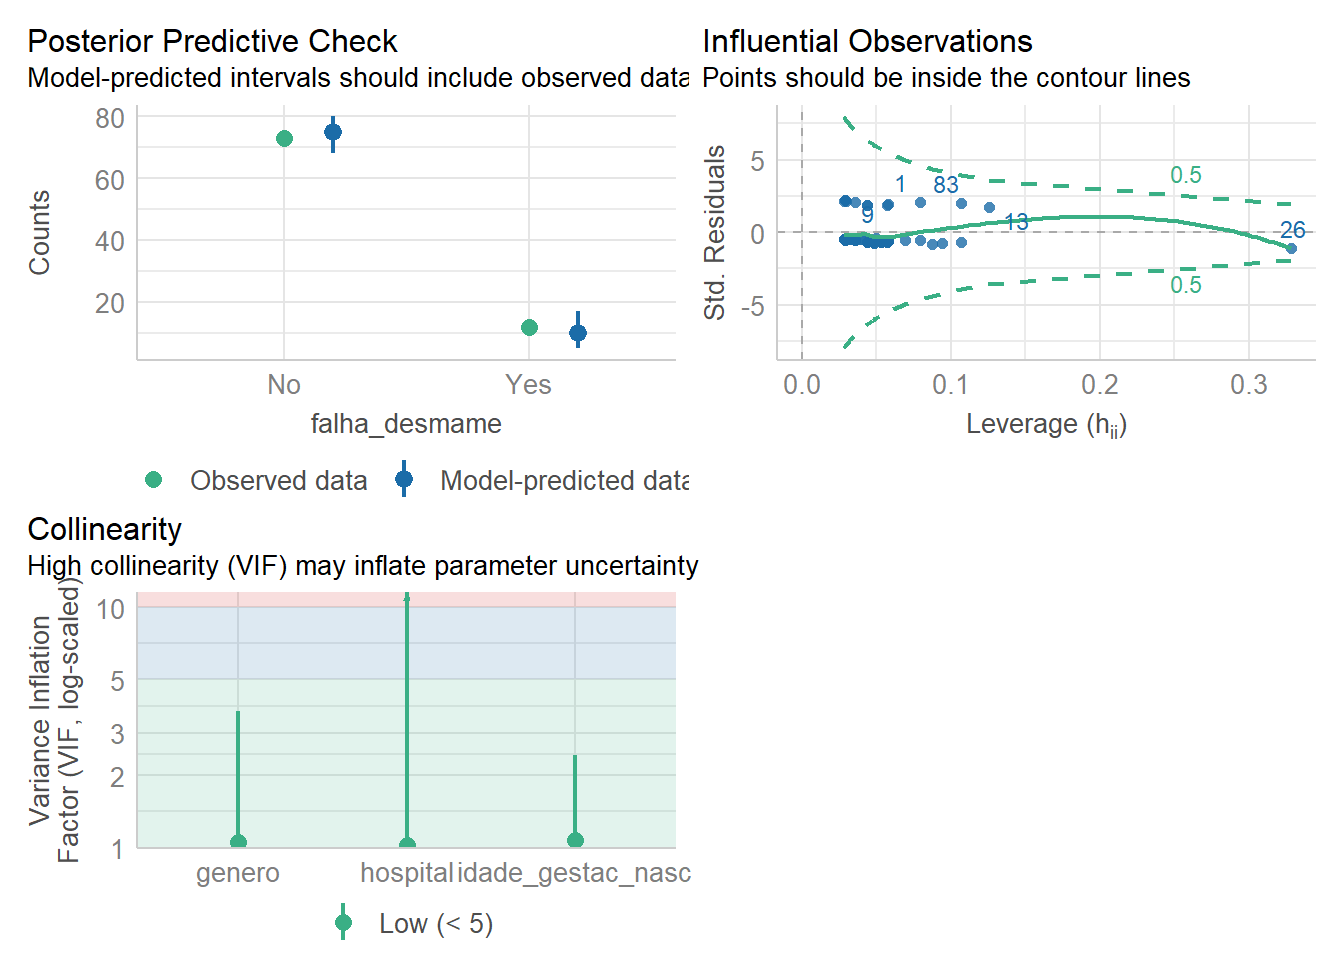 Posterior Predictive Check
Model-predicted intervals should include observed data
80
60
40
20
Counts
No
Yes
falha_desmame
Observed data
Model-predicted data
Influential Observations
Points should be inside the contour lines
5
0
-5
Std. Residuals
0.5
0.5
1
83
9
13
26
0.0
0.1
0.2
0.3
Leverage (hii)
Collinearity
High collinearity (VIF) may inflate parameter uncertainty
10
5
3
2
1
Variance Inflation
Factor (VIF, log-scaled)
genero
hospital
idade_gestac_nasc
Low (< 5)